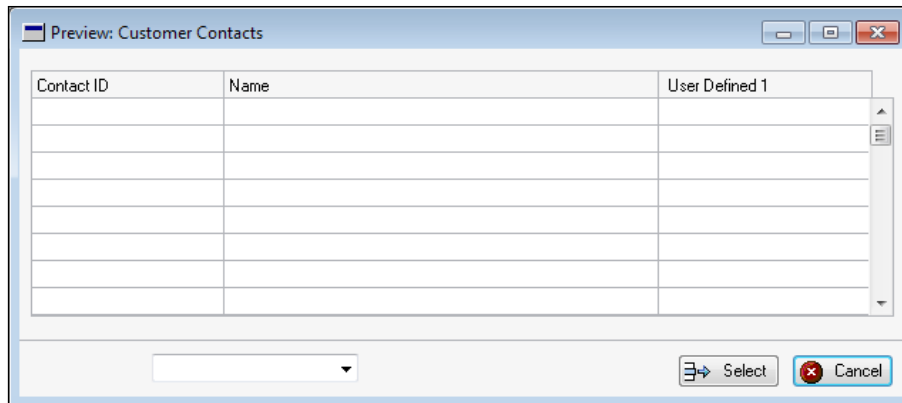 Preview: Customer Contacts
Contact ID Name User Defined 1
Select Cancel